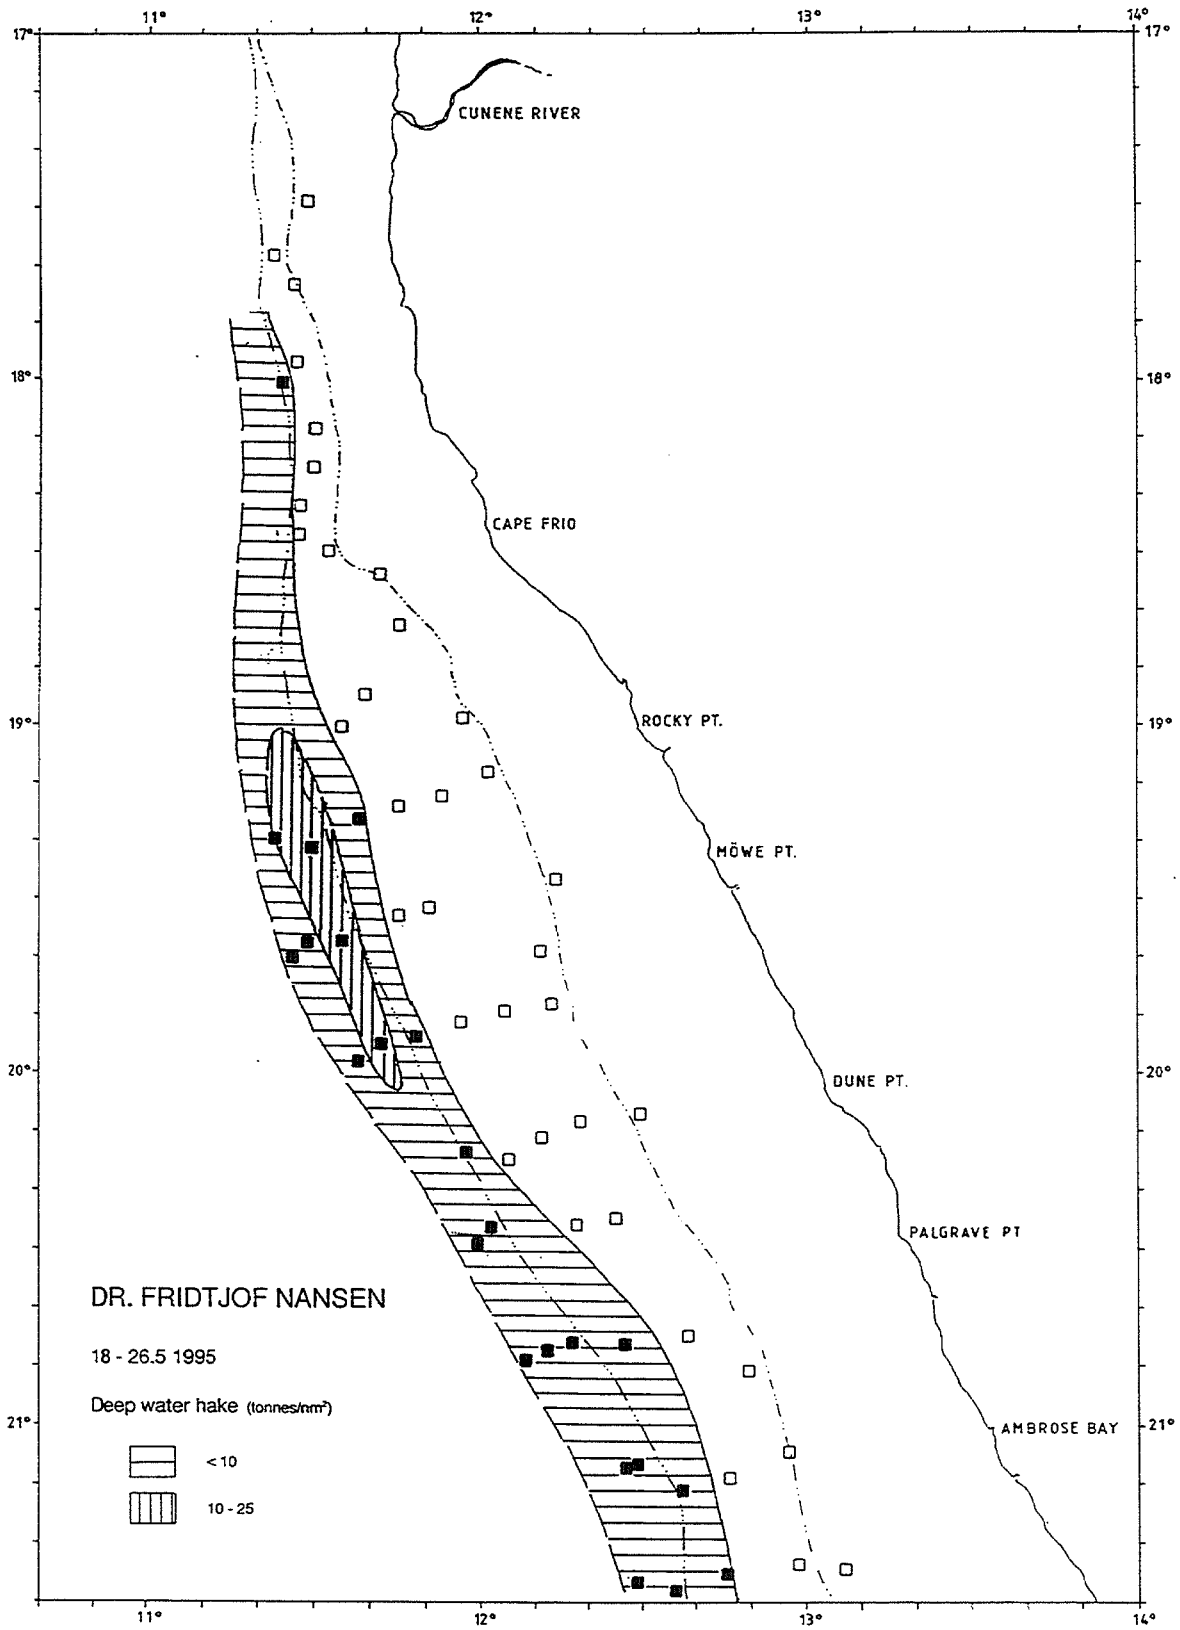 11° 12° 13° 14°
17° 17°
CUNENE RIVER
18° 18°
CAPE FRIO
19° ROCKY PT. 19°
MÖWE PT.
20° DUNE PT. 20°
PALGRAVE PT
DR. FRIDTJOF NANSEN
18 - 26.5 1995
Deep water hake (tonnes/nm²)
21° AMBROSE BAY 21°
< 10
10 - 25
11° 12° 13° 14°